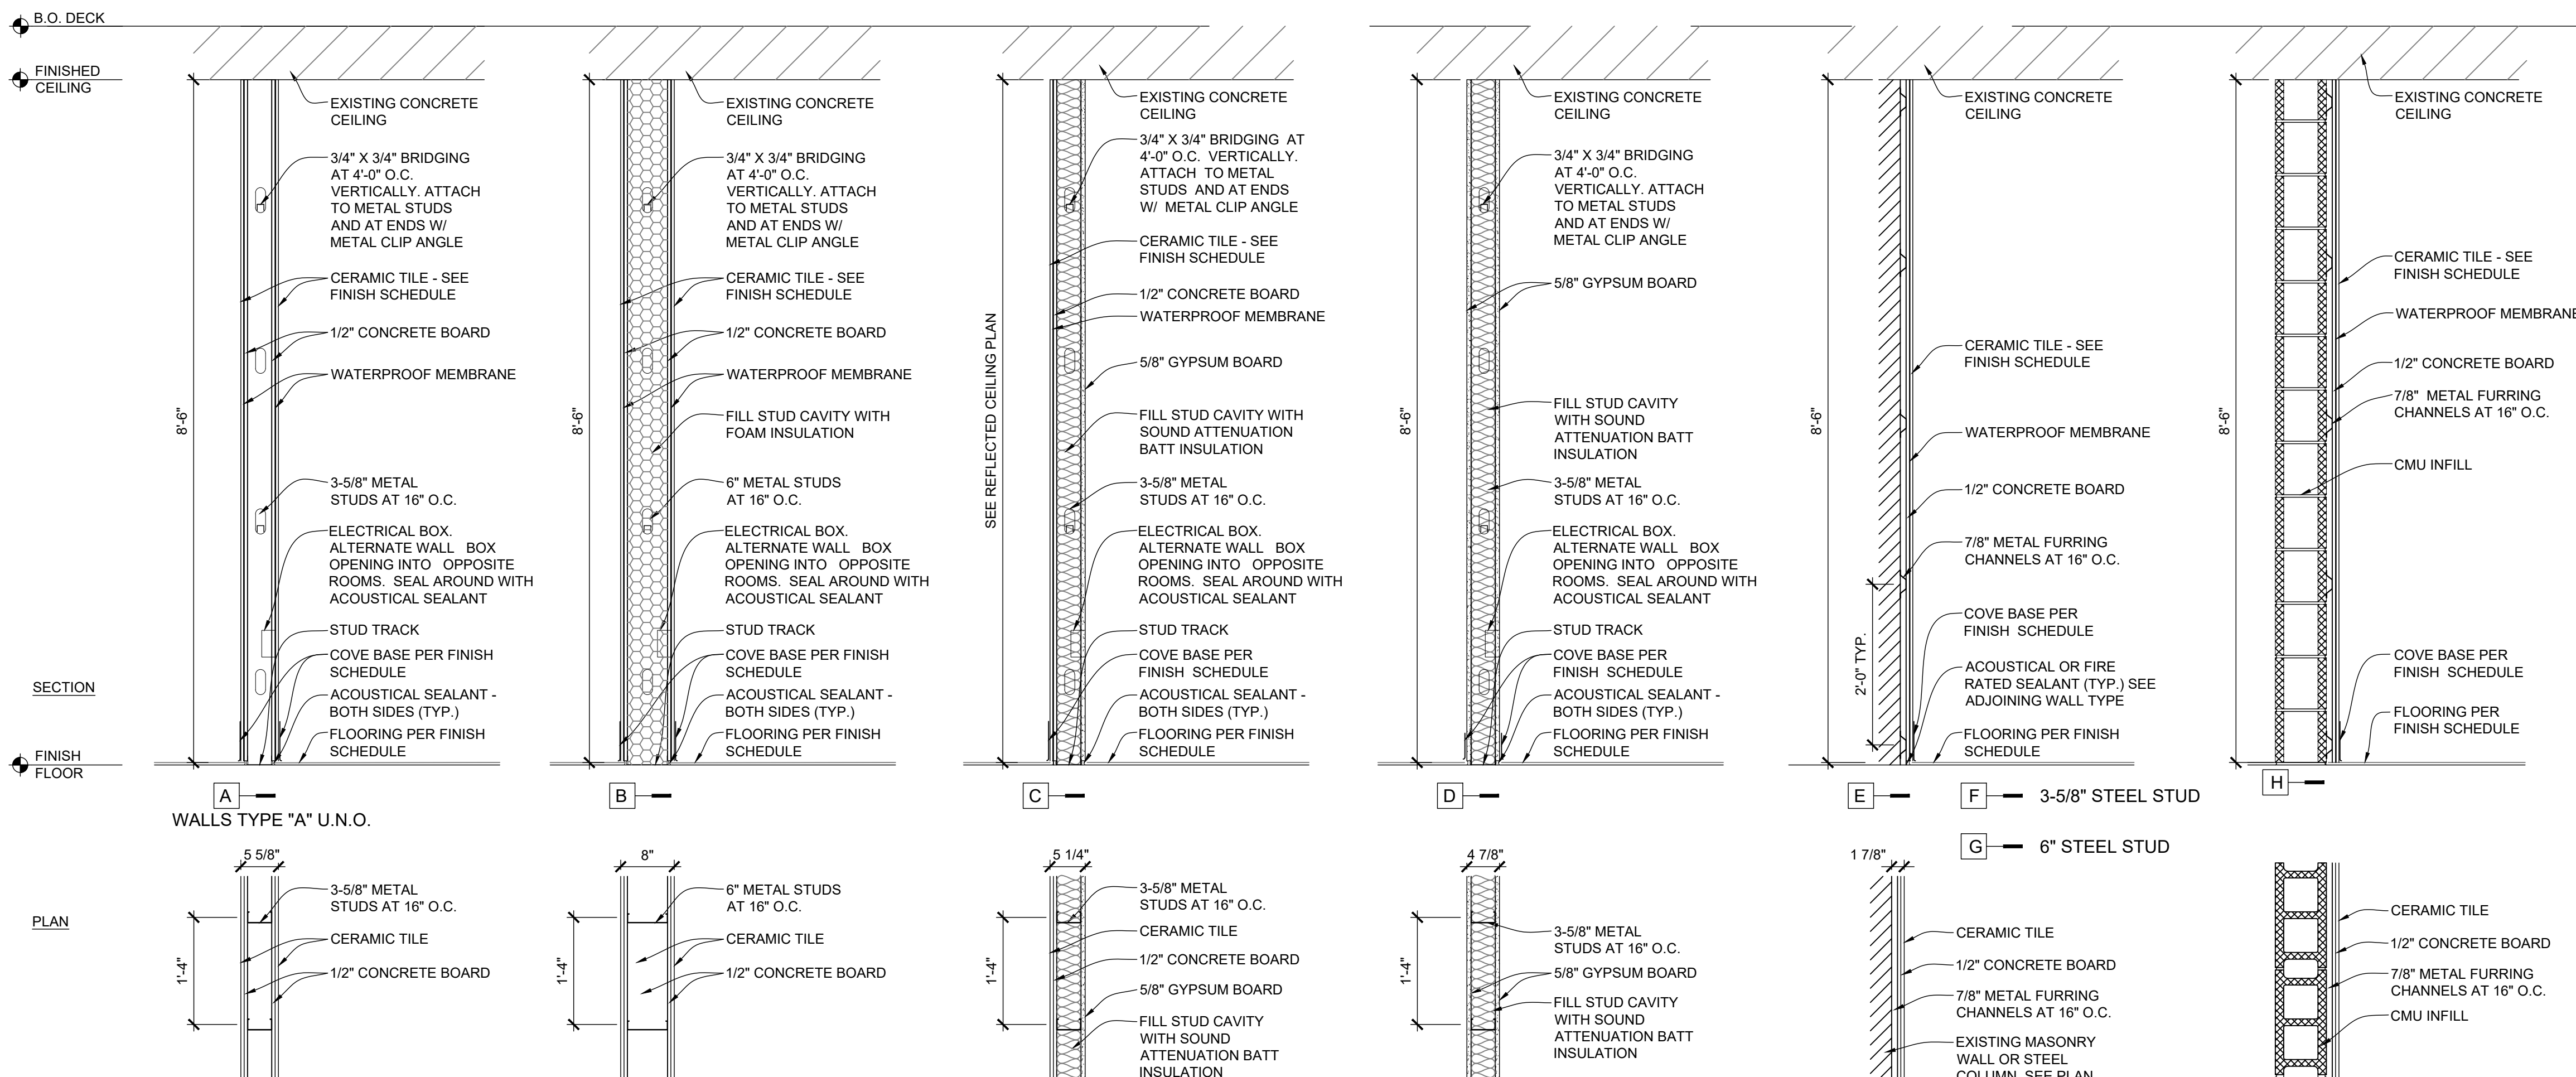 B.O. DECK
FINISHED
CEILING
SECTION
FINISH
FLOOR
PLAN
8'-6"
EXISTING CONCRETE
CEILING
3/4" X 3/4" BRIDGING
AT 4'-0" O.C.
VERTICALLY. ATTACH
TO METAL STUDS
AND AT ENDS W/
METAL CLIP ANGLE
CERAMIC TILE - SEE
FINISH SCHEDULE
1/2" CONCRETE BOARD
WATERPROOF MEMBRANE
3-5/8" METAL
STUDS AT 16" O.C.
ELECTRICAL BOX.
ALTERNATE WALL BOX
OPENING INTO OPPOSITE
ROOMS. SEAL AROUND WITH
ACOUSTICAL SEALANT
STUD TRACK
COVE BASE PER FINISH
SCHEDULE
ACOUSTICAL SEALANT -
BOTH SIDES (TYP.)
FLOORING PER FINISH
SCHEDULE
A
WALLS TYPE "A" U.N.O.
5 5/8"
1'-4"
3-5/8" METAL
STUDS AT 16" O.C.
CERAMIC TILE
1/2" CONCRETE BOARD
8'-6"
EXISTING CONCRETE
CEILING
3/4" X 3/4" BRIDGING
AT 4'-0" O.C.
VERTICALLY. ATTACH
TO METAL STUDS
AND AT ENDS W/
METAL CLIP ANGLE
CERAMIC TILE - SEE
FINISH SCHEDULE
1/2" CONCRETE BOARD
WATERPROOF MEMBRANE
FILL STUD CAVITY WITH
FOAM INSULATION
6" METAL STUDS
AT 16" O.C.
ELECTRICAL BOX.
ALTERNATE WALL BOX
OPENING INTO OPPOSITE
ROOMS. SEAL AROUND WITH
ACOUSTICAL SEALANT
STUD TRACK
COVE BASE PER FINISH
SCHEDULE
ACOUSTICAL SEALANT -
BOTH SIDES (TYP.)
FLOORING PER FINISH
SCHEDULE
B
8"
1'-4"
6" METAL STUDS
AT 16" O.C.
CERAMIC TILE
1/2" CONCRETE BOARD
SEE REFLECTED CEILING PLAN
EXISTING CONCRETE
CEILING
3/4" X 3/4" BRIDGING AT
4'-0" O.C. VERTICALLY.
ATTACH TO METAL
STUDS AND AT ENDS
W/ METAL CLIP ANGLE
CERAMIC TILE - SEE
FINISH SCHEDULE
1/2" CONCRETE BOARD
WATERPROOF MEMBRANE
5/8" GYPSUM BOARD
FILL STUD CAVITY WITH
SOUND ATTENUATION
BATT INSULATION
3-5/8" METAL
STUDS AT 16" O.C.
ELECTRICAL BOX.
ALTERNATE WALL BOX
OPENING INTO OPPOSITE
ROOMS. SEAL AROUND WITH
ACOUSTICAL SEALANT
STUD TRACK
COVE BASE PER
FINISH SCHEDULE
ACOUSTICAL SEALANT -
BOTH SIDES (TYP.)
FLOORING PER FINISH
SCHEDULE
C
5 1/4"
1'-4"
3-5/8" METAL
STUDS AT 16" O.C.
CERAMIC TILE
1/2" CONCRETE BOARD
5/8" GYPSUM BOARD
FILL STUD CAVITY
WITH SOUND
ATTENUATION BATT
INSULATION
8'-6"
EXISTING CONCRETE
CEILING
3/4" X 3/4" BRIDGING
AT 4'-0" O.C.
VERTICALLY. ATTACH
TO METAL STUDS
AND AT ENDS W/
METAL CLIP ANGLE
5/8" GYPSUM BOARD
FILL STUD CAVITY
WITH SOUND
ATTENUATION BATT
INSULATION
3-5/8" METAL
STUDS AT 16" O.C.
ELECTRICAL BOX.
ALTERNATE WALL BOX
OPENING INTO OPPOSITE
ROOMS. SEAL AROUND WITH
ACOUSTICAL SEALANT
STUD TRACK
COVE BASE PER
FINISH SCHEDULE
ACOUSTICAL SEALANT -
BOTH SIDES (TYP.)
FLOORING PER FINISH
SCHEDULE
D
4 7/8"
1'-4"
3-5/8" METAL
STUDS AT 16" O.C.
5/8" GYPSUM BOARD
FILL STUD CAVITY
WITH SOUND
ATTENUATION BATT
INSULATION
8'-6"
EXISTING CONCRETE
CEILING
CERAMIC TILE - SEE
FINISH SCHEDULE
WATERPROOF MEMBRANE
1/2" CONCRETE BOARD
7/8" METAL FURRING
CHANNELS AT 16" O.C.
2'-0" TYP.
COVE BASE PER
FINISH SCHEDULE
ACOUSTICAL OR FIRE
RATED SEALANT (TYP.) SEE
ADJOINING WALL TYPE
FLOORING PER FINISH
SCHEDULE
E
F 3-5/8" STEEL STUD
G 6" STEEL STUD
1 7/8"
CERAMIC TILE
1/2" CONCRETE BOARD
7/8" METAL FURRING
CHANNELS AT 16" O.C.
EXISTING MASONRY
WALL OR STEEL
COLUMN. SEE PLAN
8'-6"
EXISTING CONCRETE
CEILING
CERAMIC TILE - SEE
FINISH SCHEDULE
WATERPROOF MEMBRANE
1/2" CONCRETE BOARD
7/8" METAL FURRING
CHANNELS AT 16" O.C.
CMU INFILL
COVE BASE PER
FINISH SCHEDULE
FLOORING PER
FINISH SCHEDULE
H
CERAMIC TILE
1/2" CONCRETE BOARD
7/8" METAL FURRING
CHANNELS AT 16" O.C.
CMU INFILL